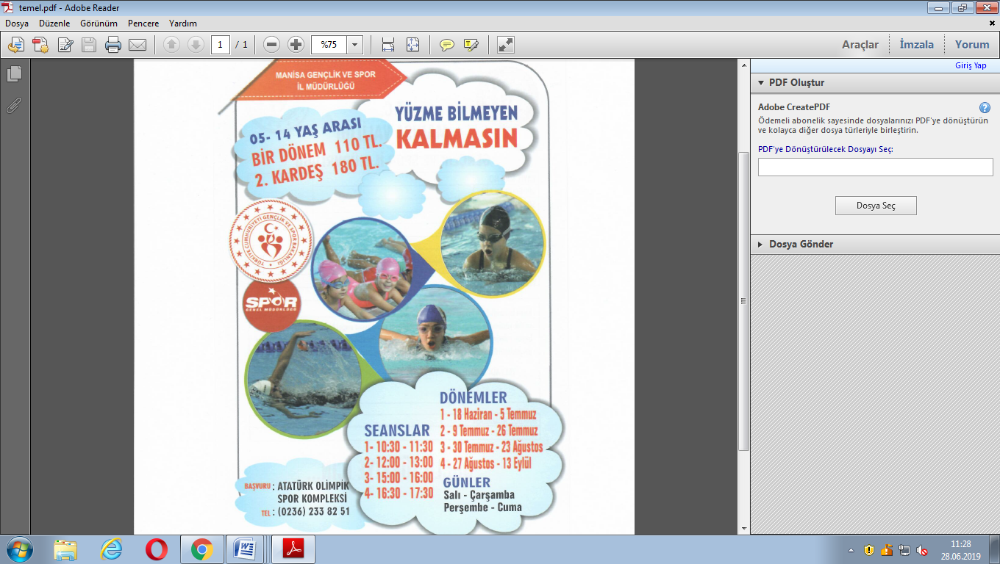 temel.pdf - Adobe Reader
Dosya Düzenle Görünüm Pencere Yardım
1 / 1 %75 Araçlar İmzala Yorum
MANİSA GENÇLİK VE SPOR
İL MÜDÜRLÜĞÜ
YÜZME BİLMEYEN
KALMASIN
05- 14 YAŞ ARASI
BİR DÖNEM 110 TL.
2. KARDEŞ 180 TL.
TÜRKİYE CUMHURİYETİ GENÇLİK VE SPOR BAKANLIĞI
SPOR
GENEL MÜDÜRLÜĞÜ
DÖNEMLER
1 - 18 Haziran - 5 Temmuz
2 - 9 Temmuz - 26 Temmuz
3 - 30 Temmuz - 23 Ağustos
4 - 27 Ağustos - 13 Eylül
SEANSLAR
1- 10:30 - 11:30
2- 12:00 - 13:00
3- 15:00 - 16:00
4- 16:30 - 17:30
GÜNLER
Salı - Çarşamba
Perşembe - Cuma
BAŞVURU : ATATÜRK OLİMPİK
SPOR KOMPLEKSİ
TEL : (0236) 233 82 51
Giriş Yap
PDF Oluştur
Adobe CreatePDF
Ödemeli abonelik sayesinde dosyalarınızı PDF'ye dönüştürün
ve kolayca diğer dosya türleriyle birleştirin.
PDF'ye Dönüştürülecek Dosyayı Seç:
Dosya Seç
Dosya Gönder
11:28
28.06.2019